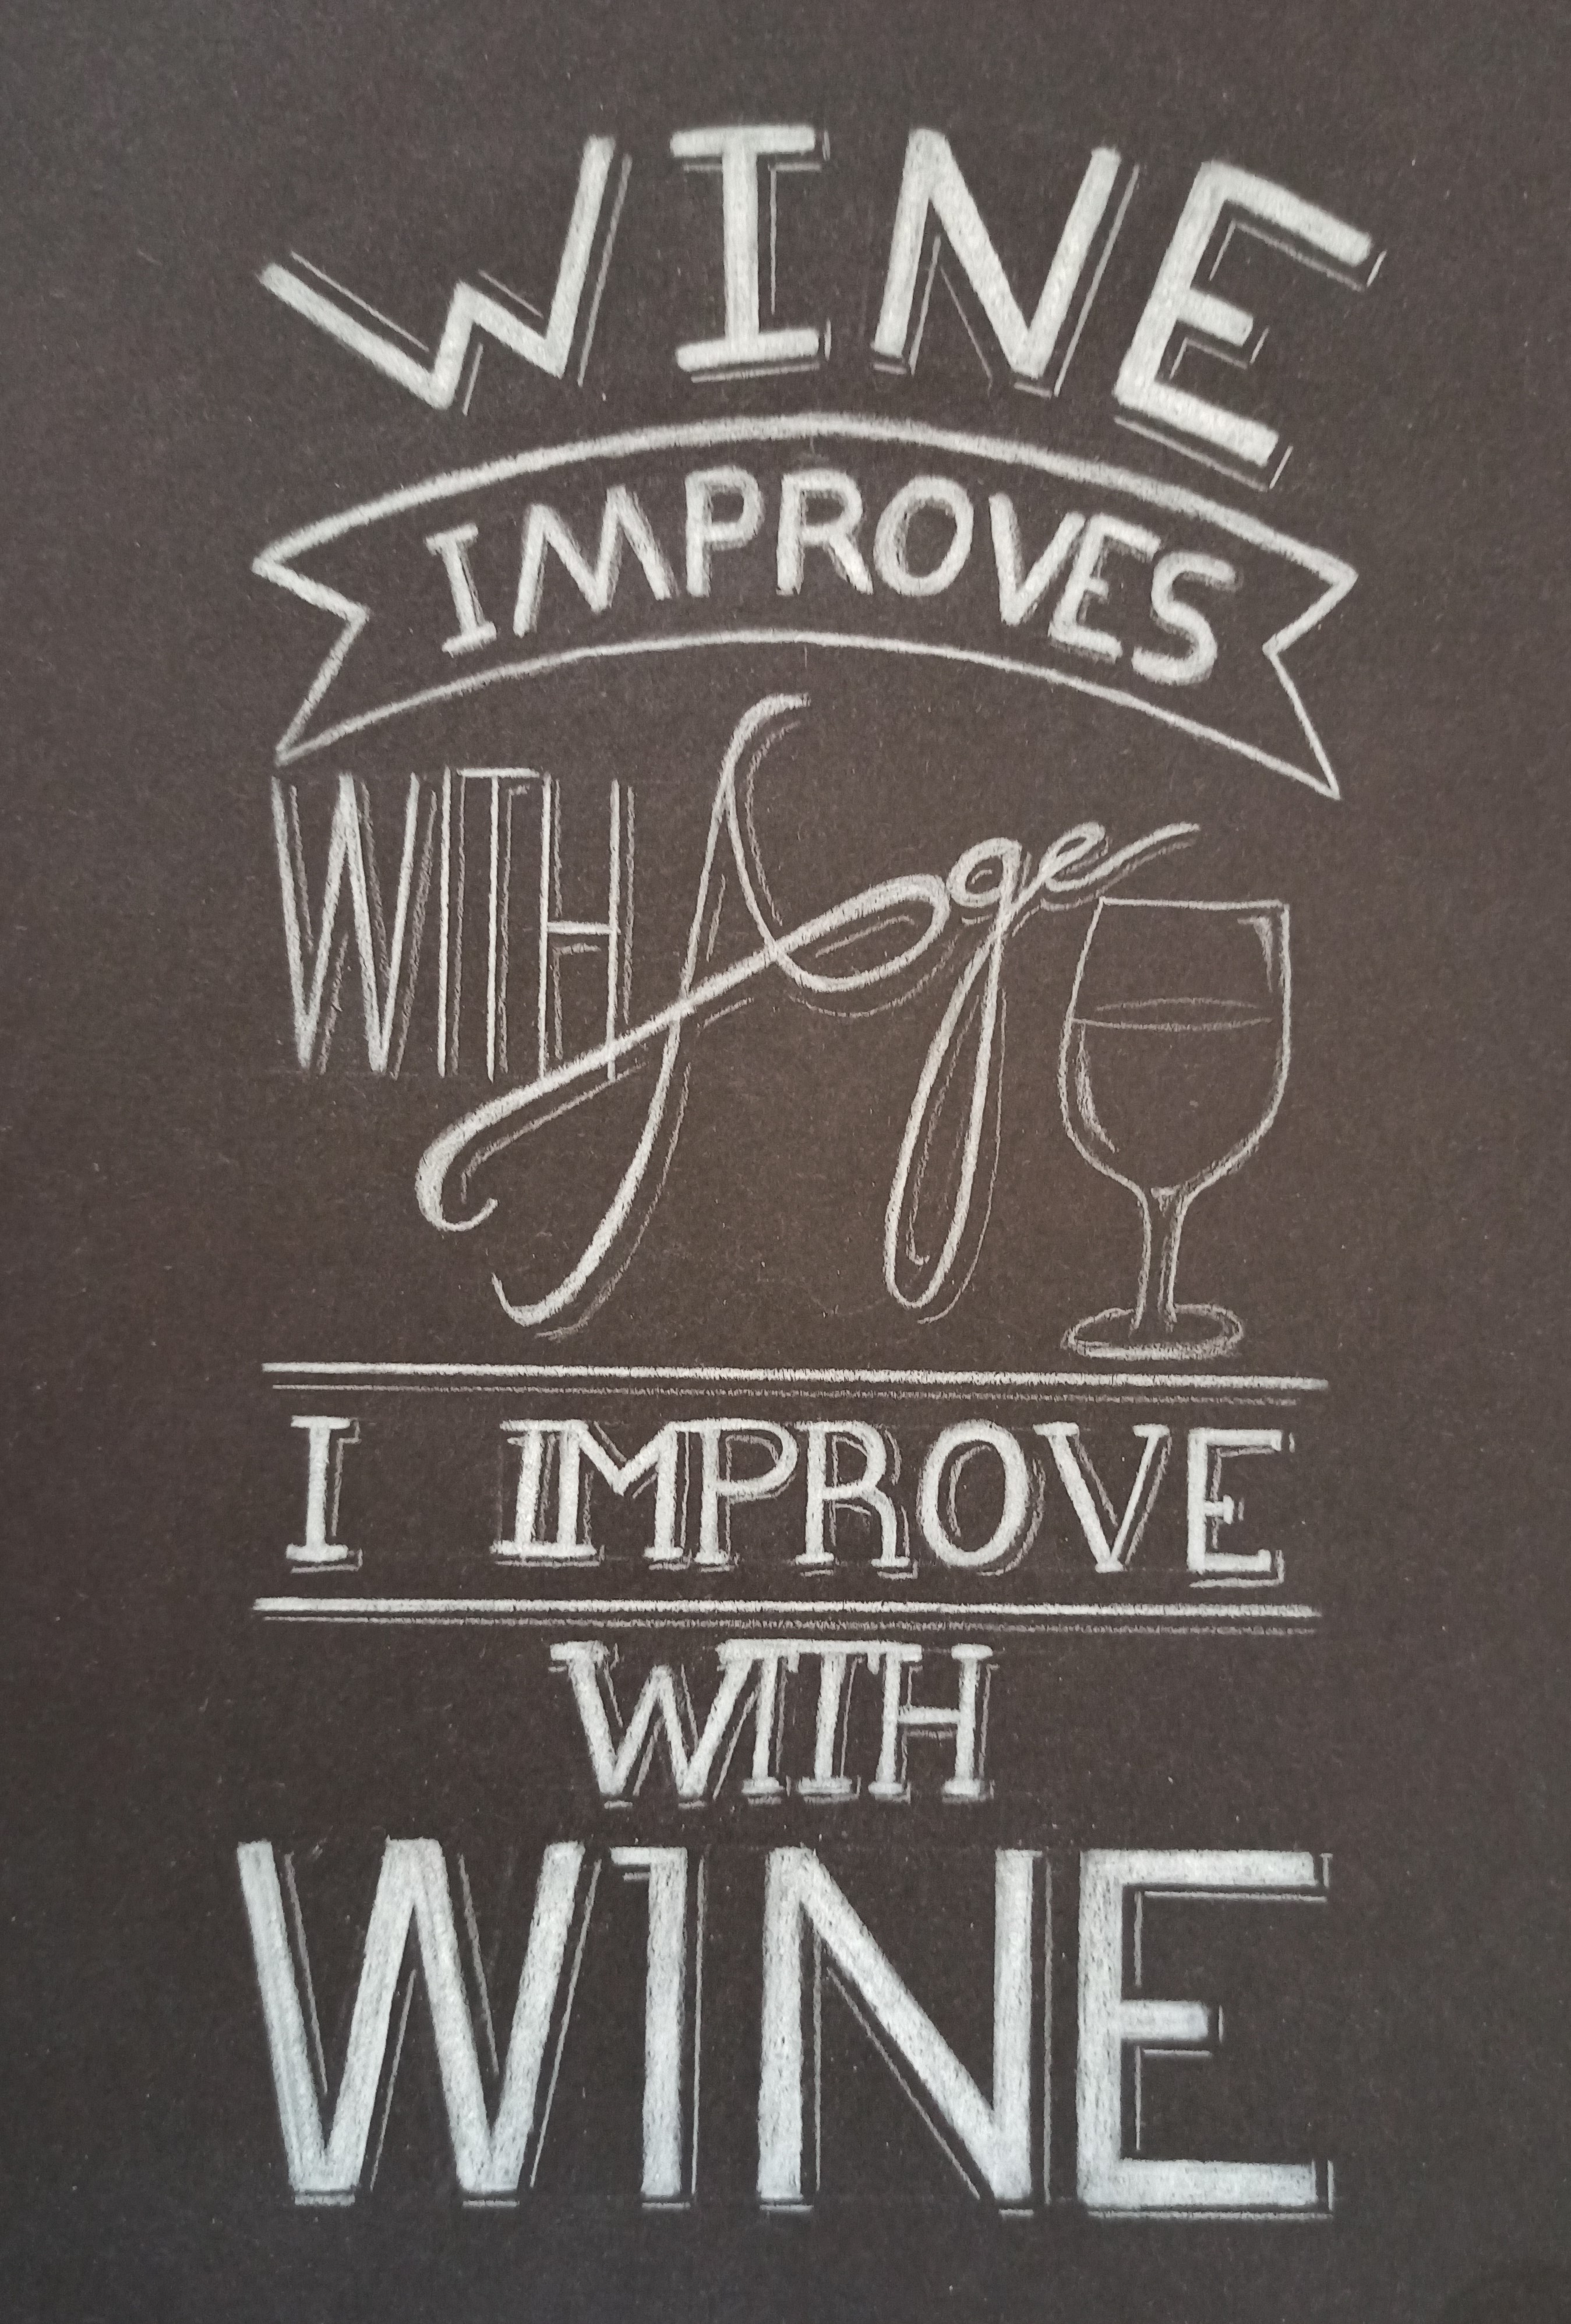 WINE
IMPROVES
WITH Age
I IMPROVE
WITH
WINE